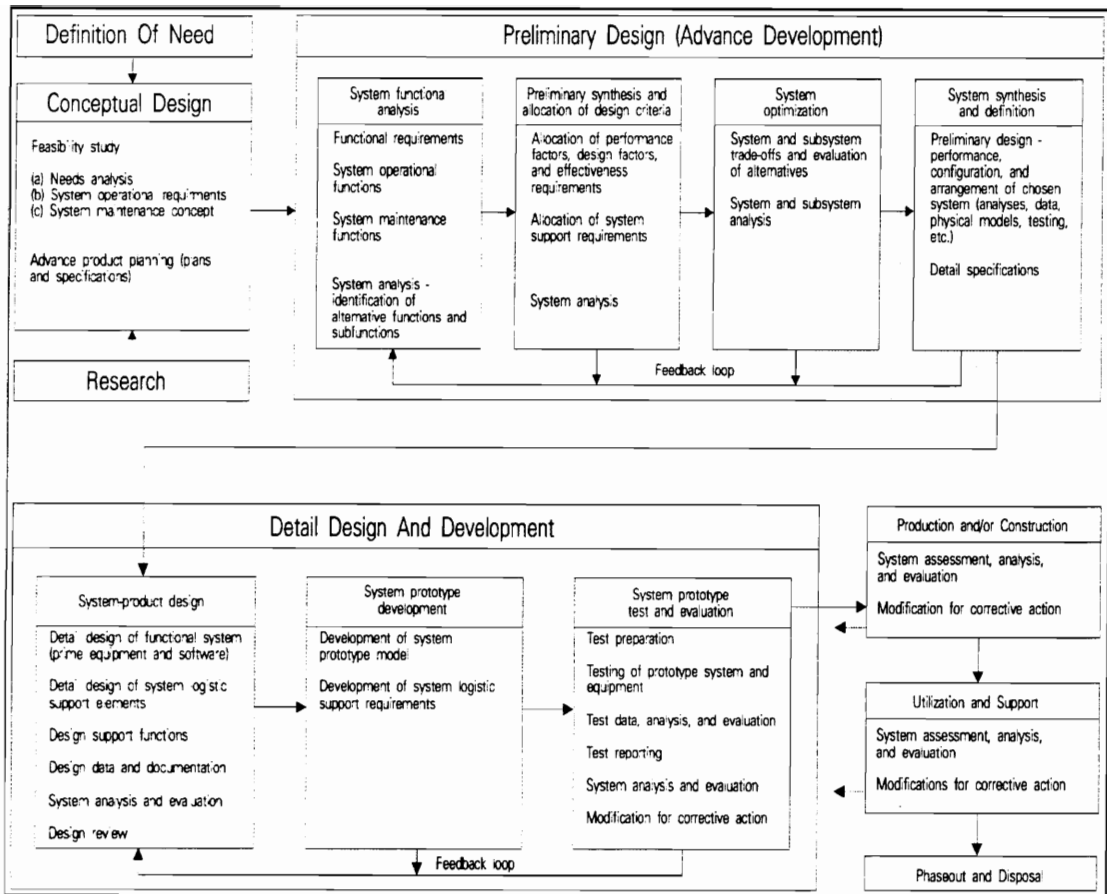 Definition Of Need
Conceptual Design
Feasibility study
(a) Needs analysis
(b) System operational requirments
(c) System maintenance concept
Advance product planning (plans
and specifications)
Research
Preliminary Design (Advance Development)
System functiona
analysis
Functional requirements
System operational
functions
System maintenance
functions
System analysis -
identification of
alternative functions and
subfunctions
Preliminary synthesis and
allocation of design criteria
Allocation of performance
factors, design factors,
and effectiveness
requirements
Allocation of system
support requirements
System analysis
System
optimization
System and subsystem
trade-offs and evaluation
of alternatives
System and subsystem
analysis
System synthesis
and definition
Preliminary design -
performance,
configuration, and
arrangement of chosen
system (analyses, data,
physical models, testing,
etc.)
Detail specifications
Feedback loop
Detail Design And Development
System-product design
Detail design of functional system
(prime equipment and software)
Detail design of system logistic
support elements
Design support functions
Design data and documentation
System analysis and evaluation
Design review
System prototype
development
Development of system
prototype model
Development of system logistic
support requirements
System prototype
test and evaluation
Test preparation
Testing of prototype system and
equipment
Test data, analysis, and evaluation
Test reporting
System analysis and evaluation
Modification for corrective action
Feedback loop
Production and/or Construction
System assessment, analysis,
and evaluation
Modification for corrective action
Utilization and Support
System assessment, analysis,
and evaluation
Modifications for corrective action
Phaseout and Disposal